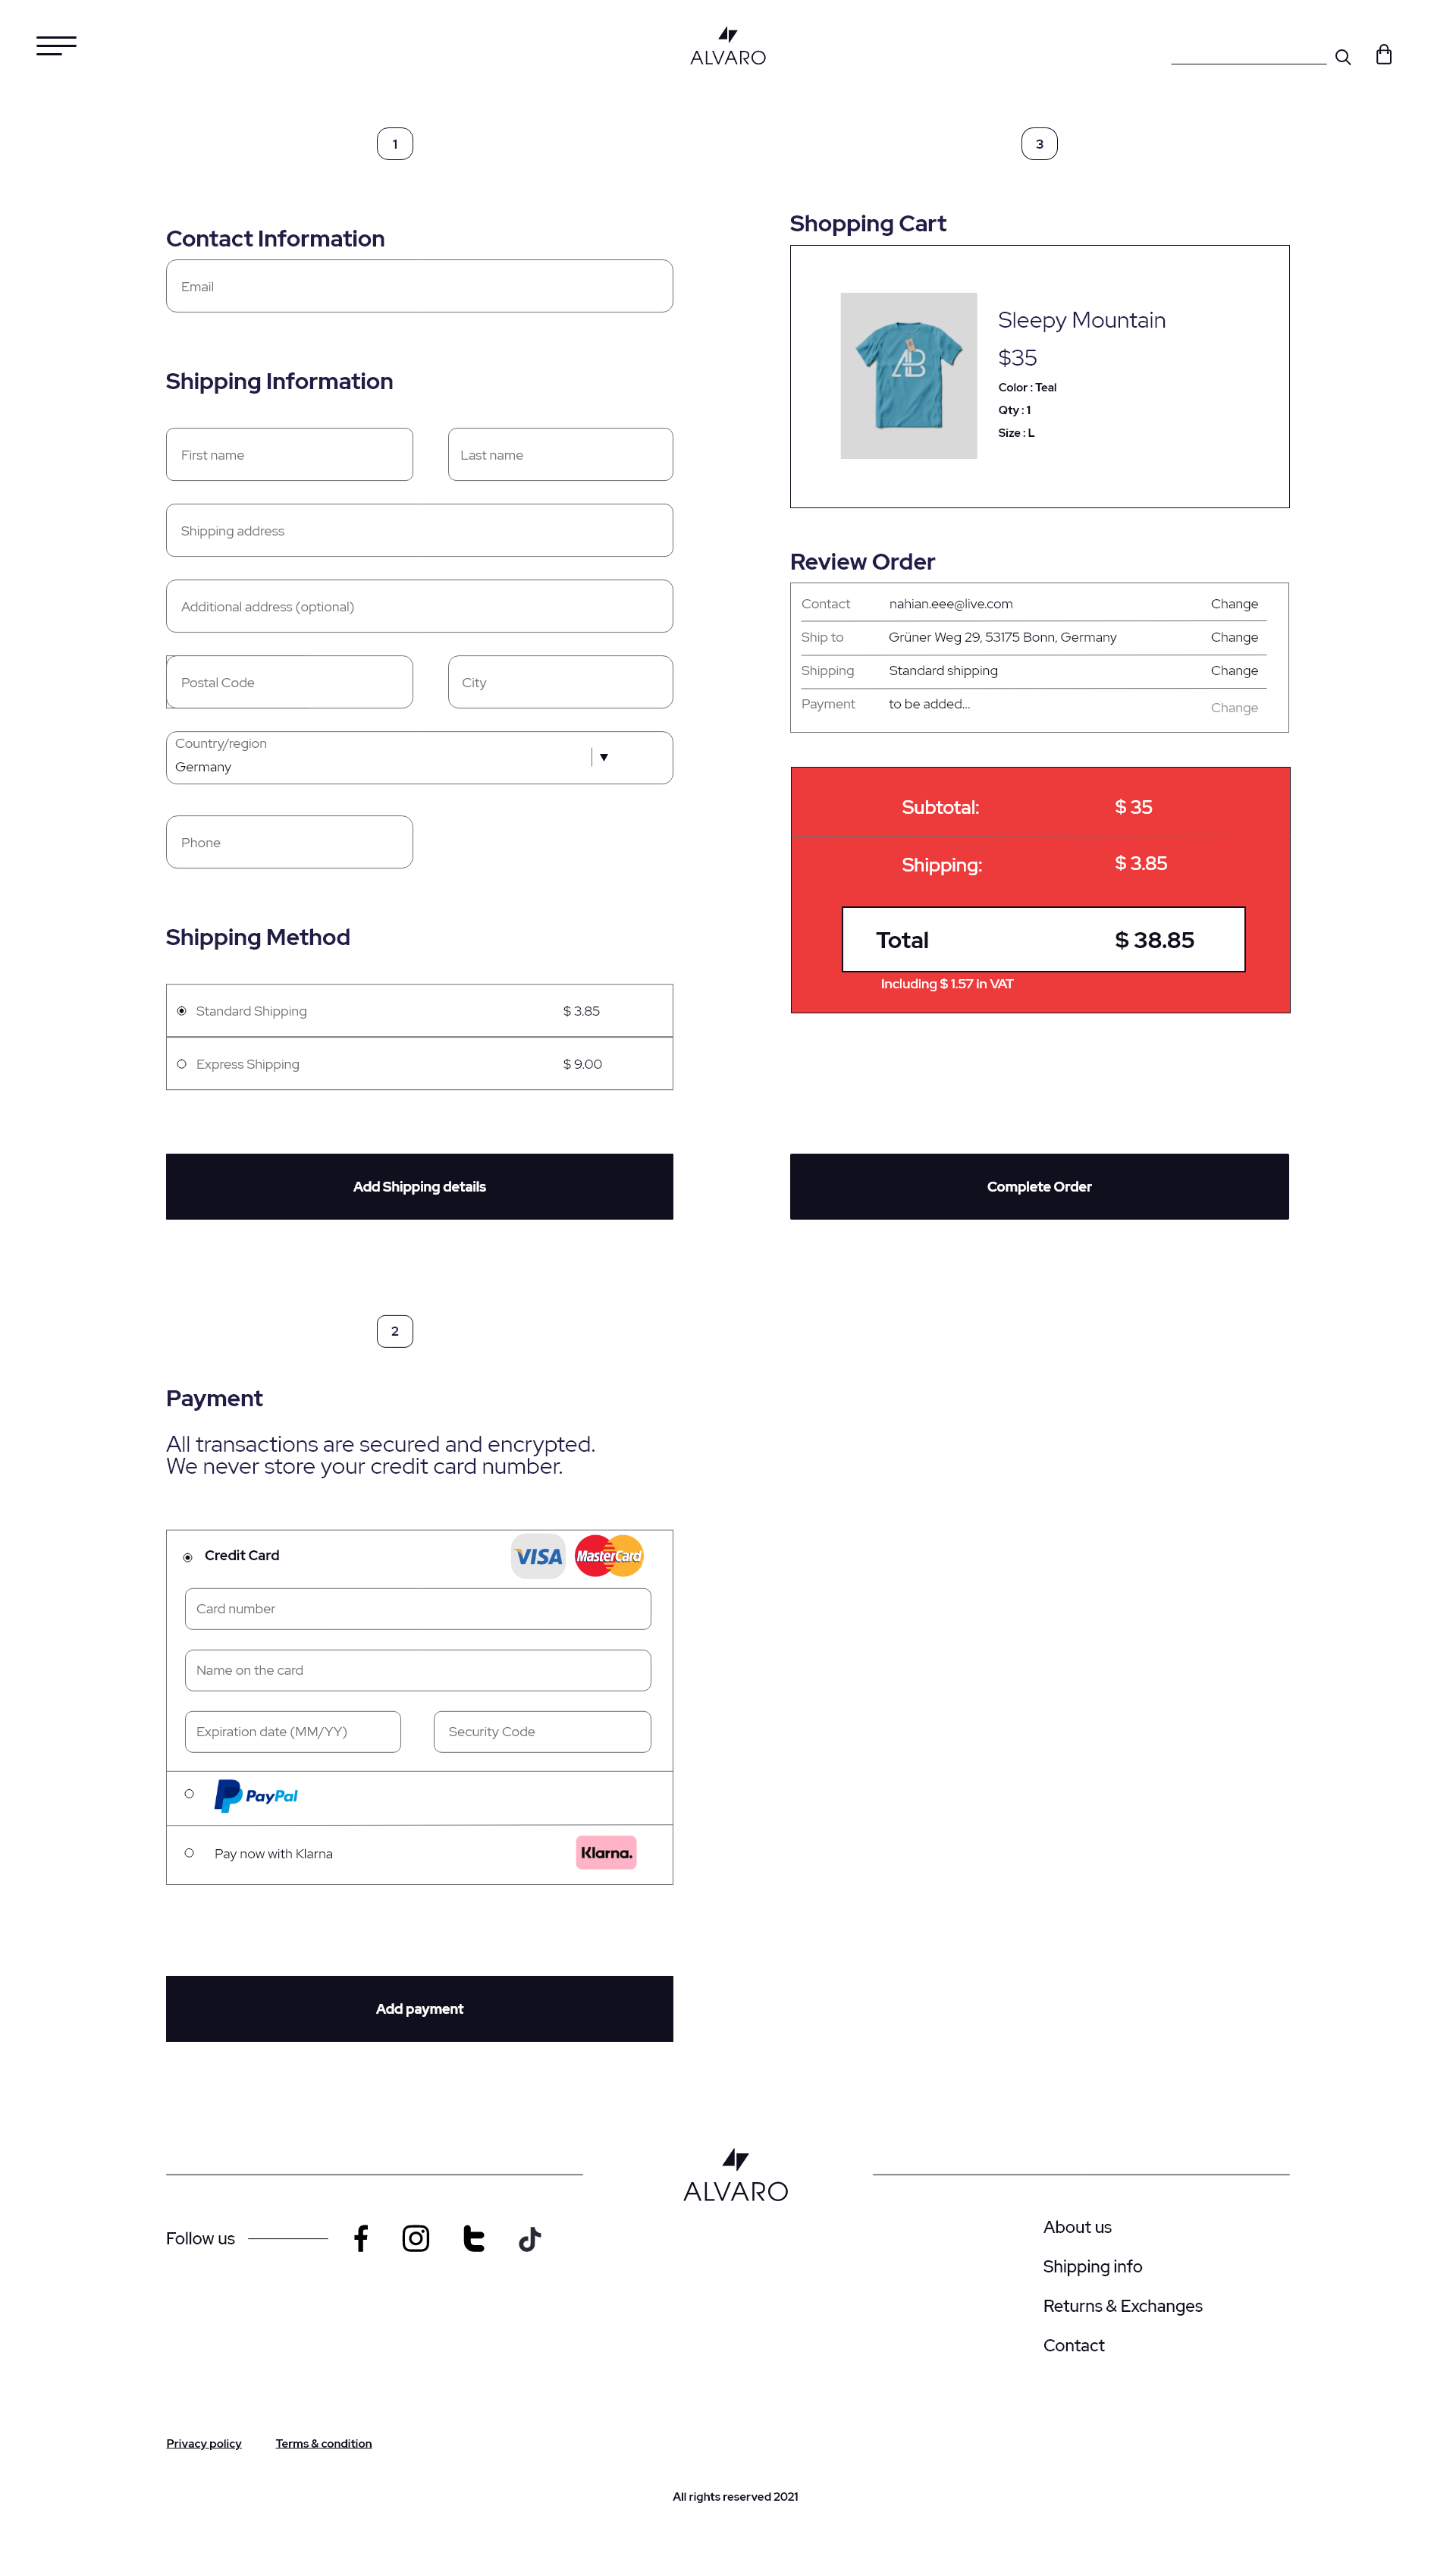 ALVARO
1
Contact Information
Email
Shipping Information
First name
Last name
Shipping address
Additional address (optional)
Postal Code
City
Country/region
Germany
Phone
Shipping Method
Standard Shipping $ 3.85
Express Shipping $ 9.00
Add Shipping details
2
Payment
All transactions are secured and encrypted.
We never store your credit card number.
Credit Card VISA MasterCard
Card number
Name on the card
Expiration date (MM/YY)
Security Code
PayPal
Pay now with Klarna Klarna.
Add payment
3
Shopping Cart
AB
Sleepy Mountain
$35
Color : Teal
Qty : 1
Size : L
Review Order
Contact nahian.eee@live.com Change
Ship to Grüner Weg 29, 53175 Bonn, Germany Change
Shipping Standard shipping Change
Payment to be added... Change
Subtotal: $ 35
Shipping: $ 3.85
Total $ 38.85
Including $ 1.57 in VAT
Complete Order
ALVARO
Follow us
About us
Shipping info
Returns & Exchanges
Contact
Privacy policy
Terms & condition
All rights reserved 2021